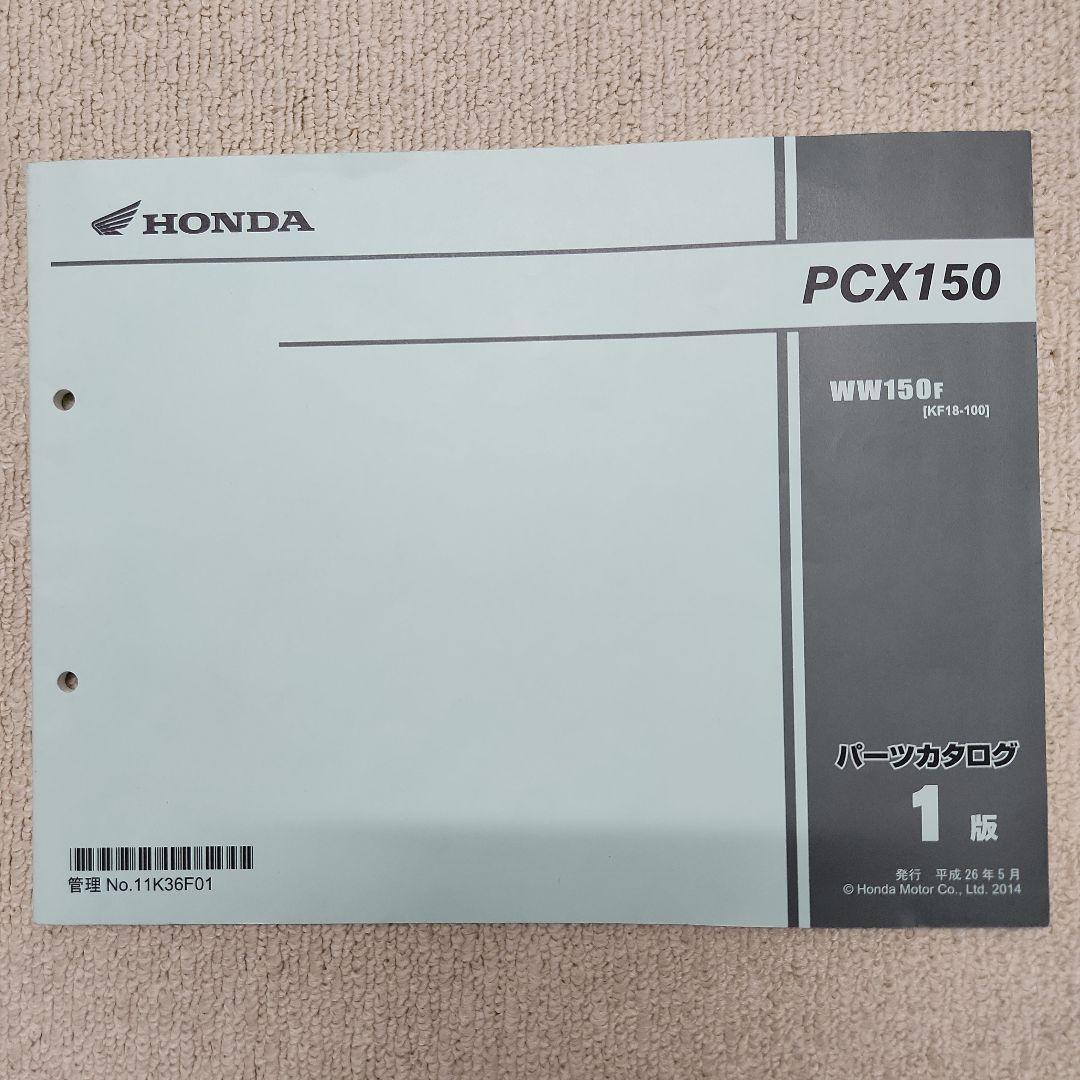 HONDA
PCX150
WW150F
[KF18-100]
パーツカタログ
1 版
発行 平成 26 年 5 月
© Honda Motor Co., Ltd. 2014
管理 No.11K36F01